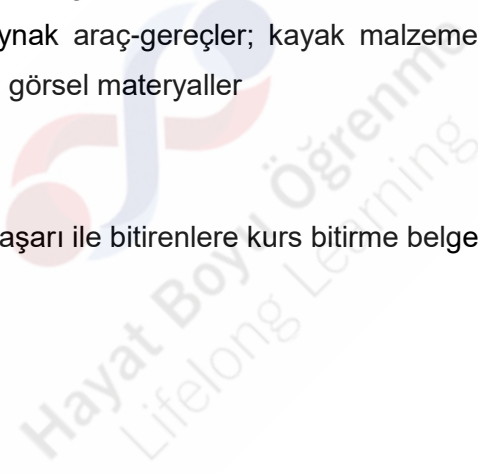 ynak araç-gereçler; kayak malzeme
görsel materyaller
aşarı ile bitirenlere kurs bitirme belge
Hayat Boyu Öğrenme
Lifelong Learning